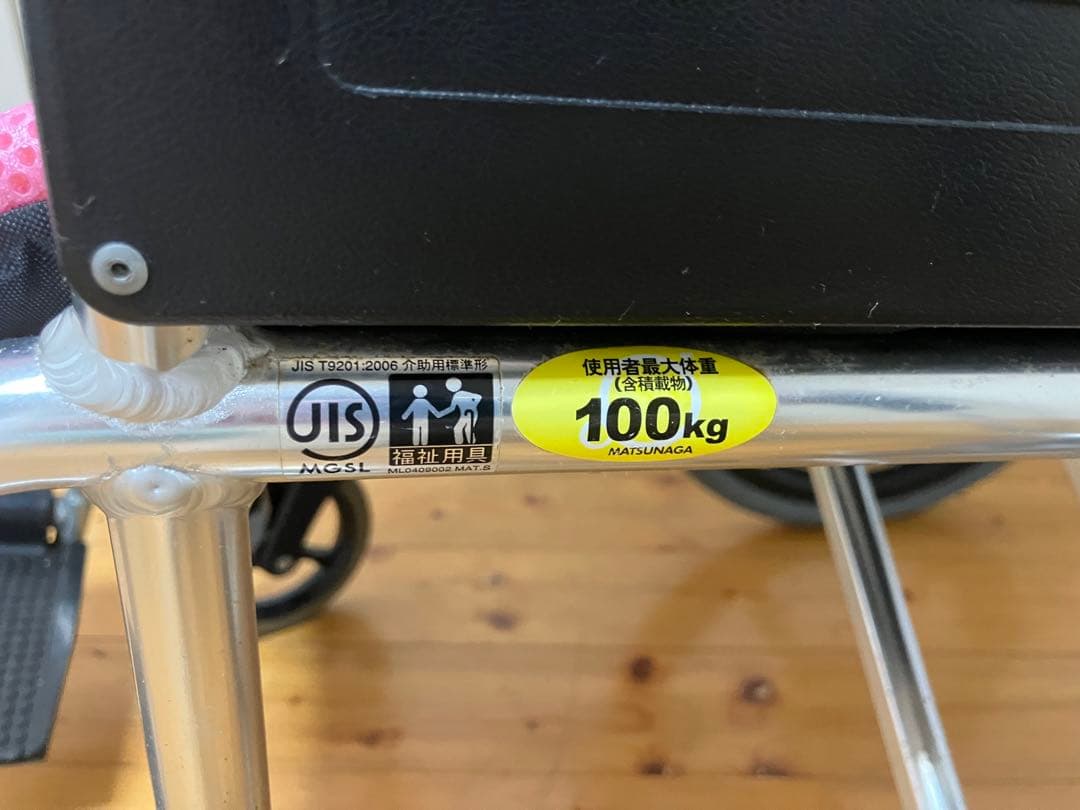 JIS T9201:2006 介助用標準形
JIS
MGSL
福祉用具
ML0409002 MAT.S
使用者最大体重
(含積載物)
100kg
MATSUNAGA